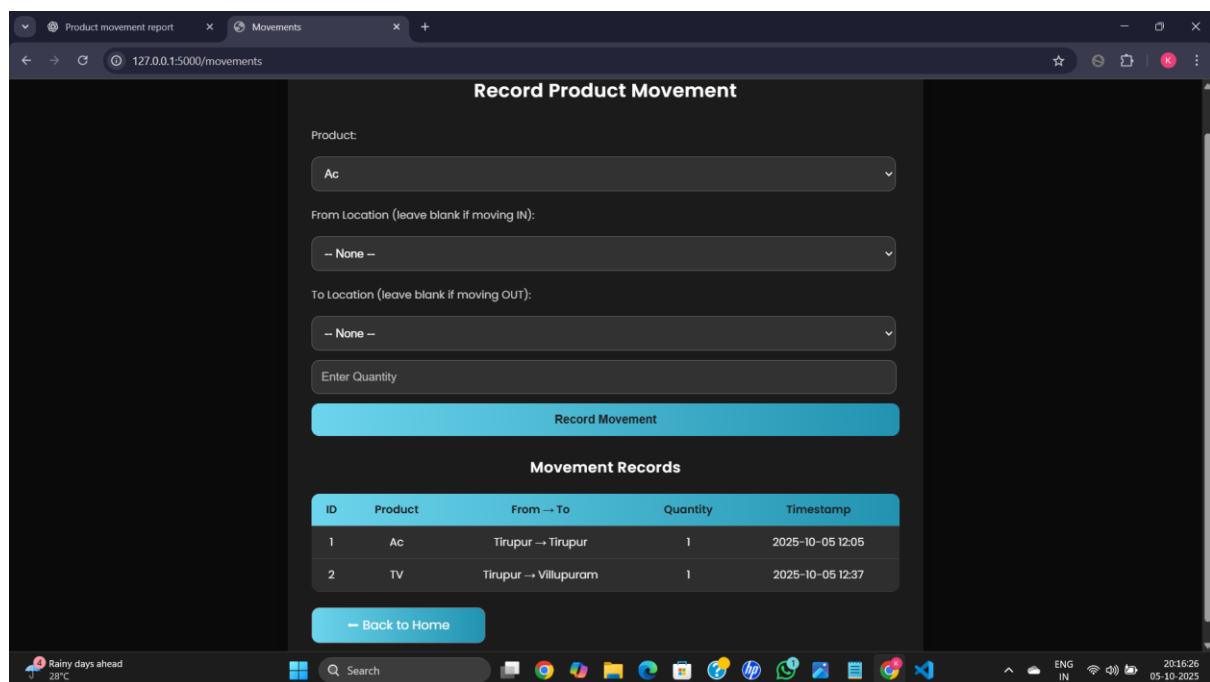 Product movement report
Movements
127.0.0.1:5000/movements
K
Record Product Movement
Product:
Ac
From Location (leave blank if moving IN):
-- None --
To Location (leave blank if moving OUT):
-- None --
Enter Quantity
Record Movement
Movement Records
ID Product From → To Quantity Timestamp
1 Ac Tirupur → Tirupur 1 2025-10-05 12:05
2 TV Tirupur → Villupuram 1 2025-10-05 12:37
← Back to Home
4 Rainy days ahead
28°C
Search
ENG
IN
20:16:26
05-10-2025